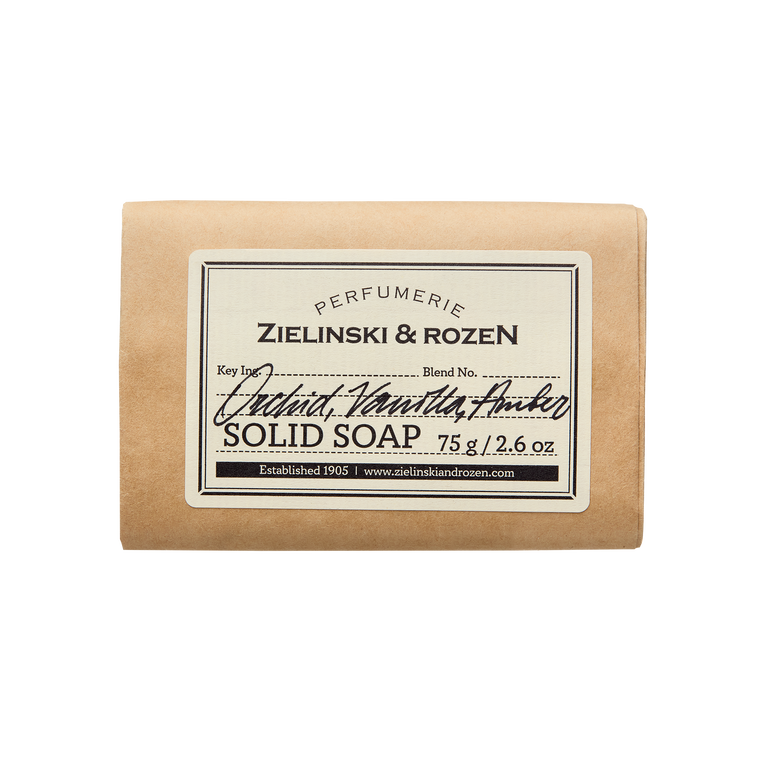 PERFUMERIE
ZIELINSKI & ROZEN
Key Ing. Blend No.
Orchid, Vanilla, Amber
SOLID SOAP 75 g / 2.6 oz
Established 1905 | www.zielinskiandrozen.com